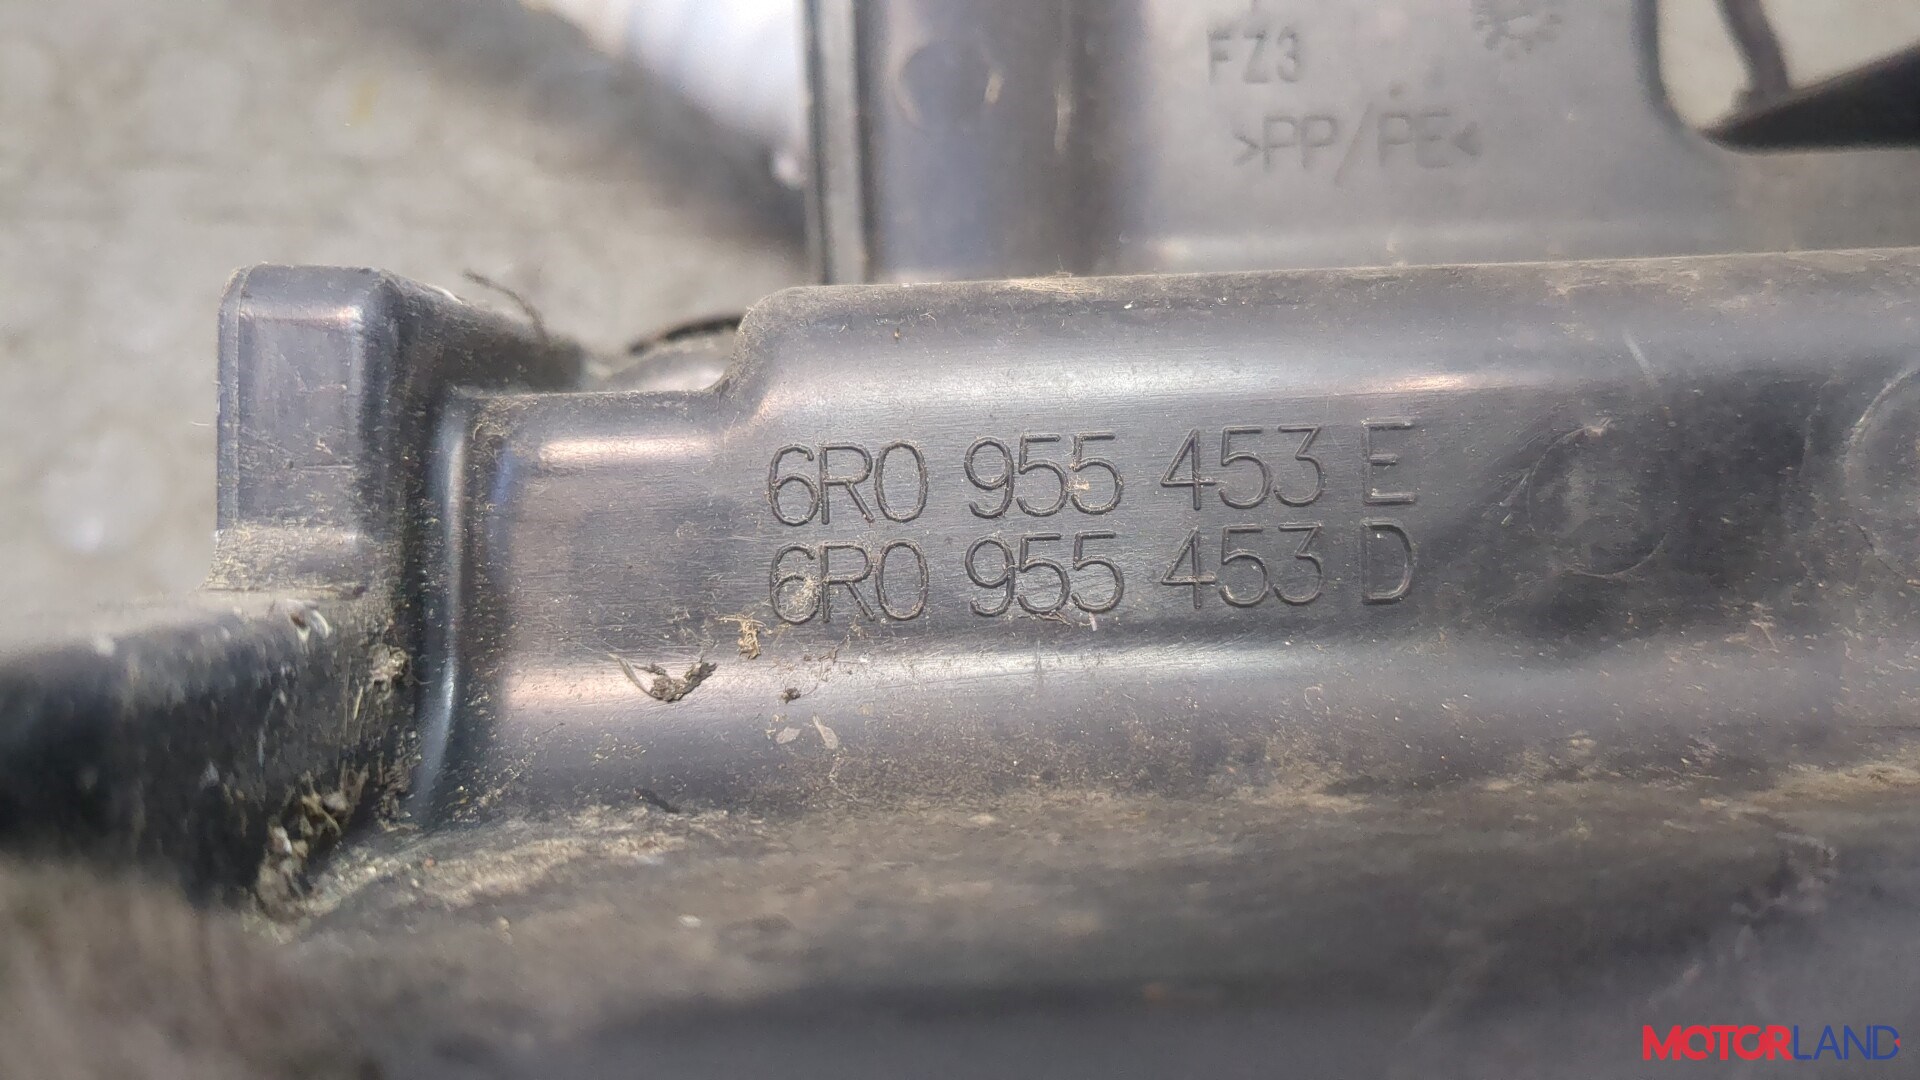 FZ3
>PP/PE<
6R0 955 453 E
6R0 955 453 D
MOTORLAND